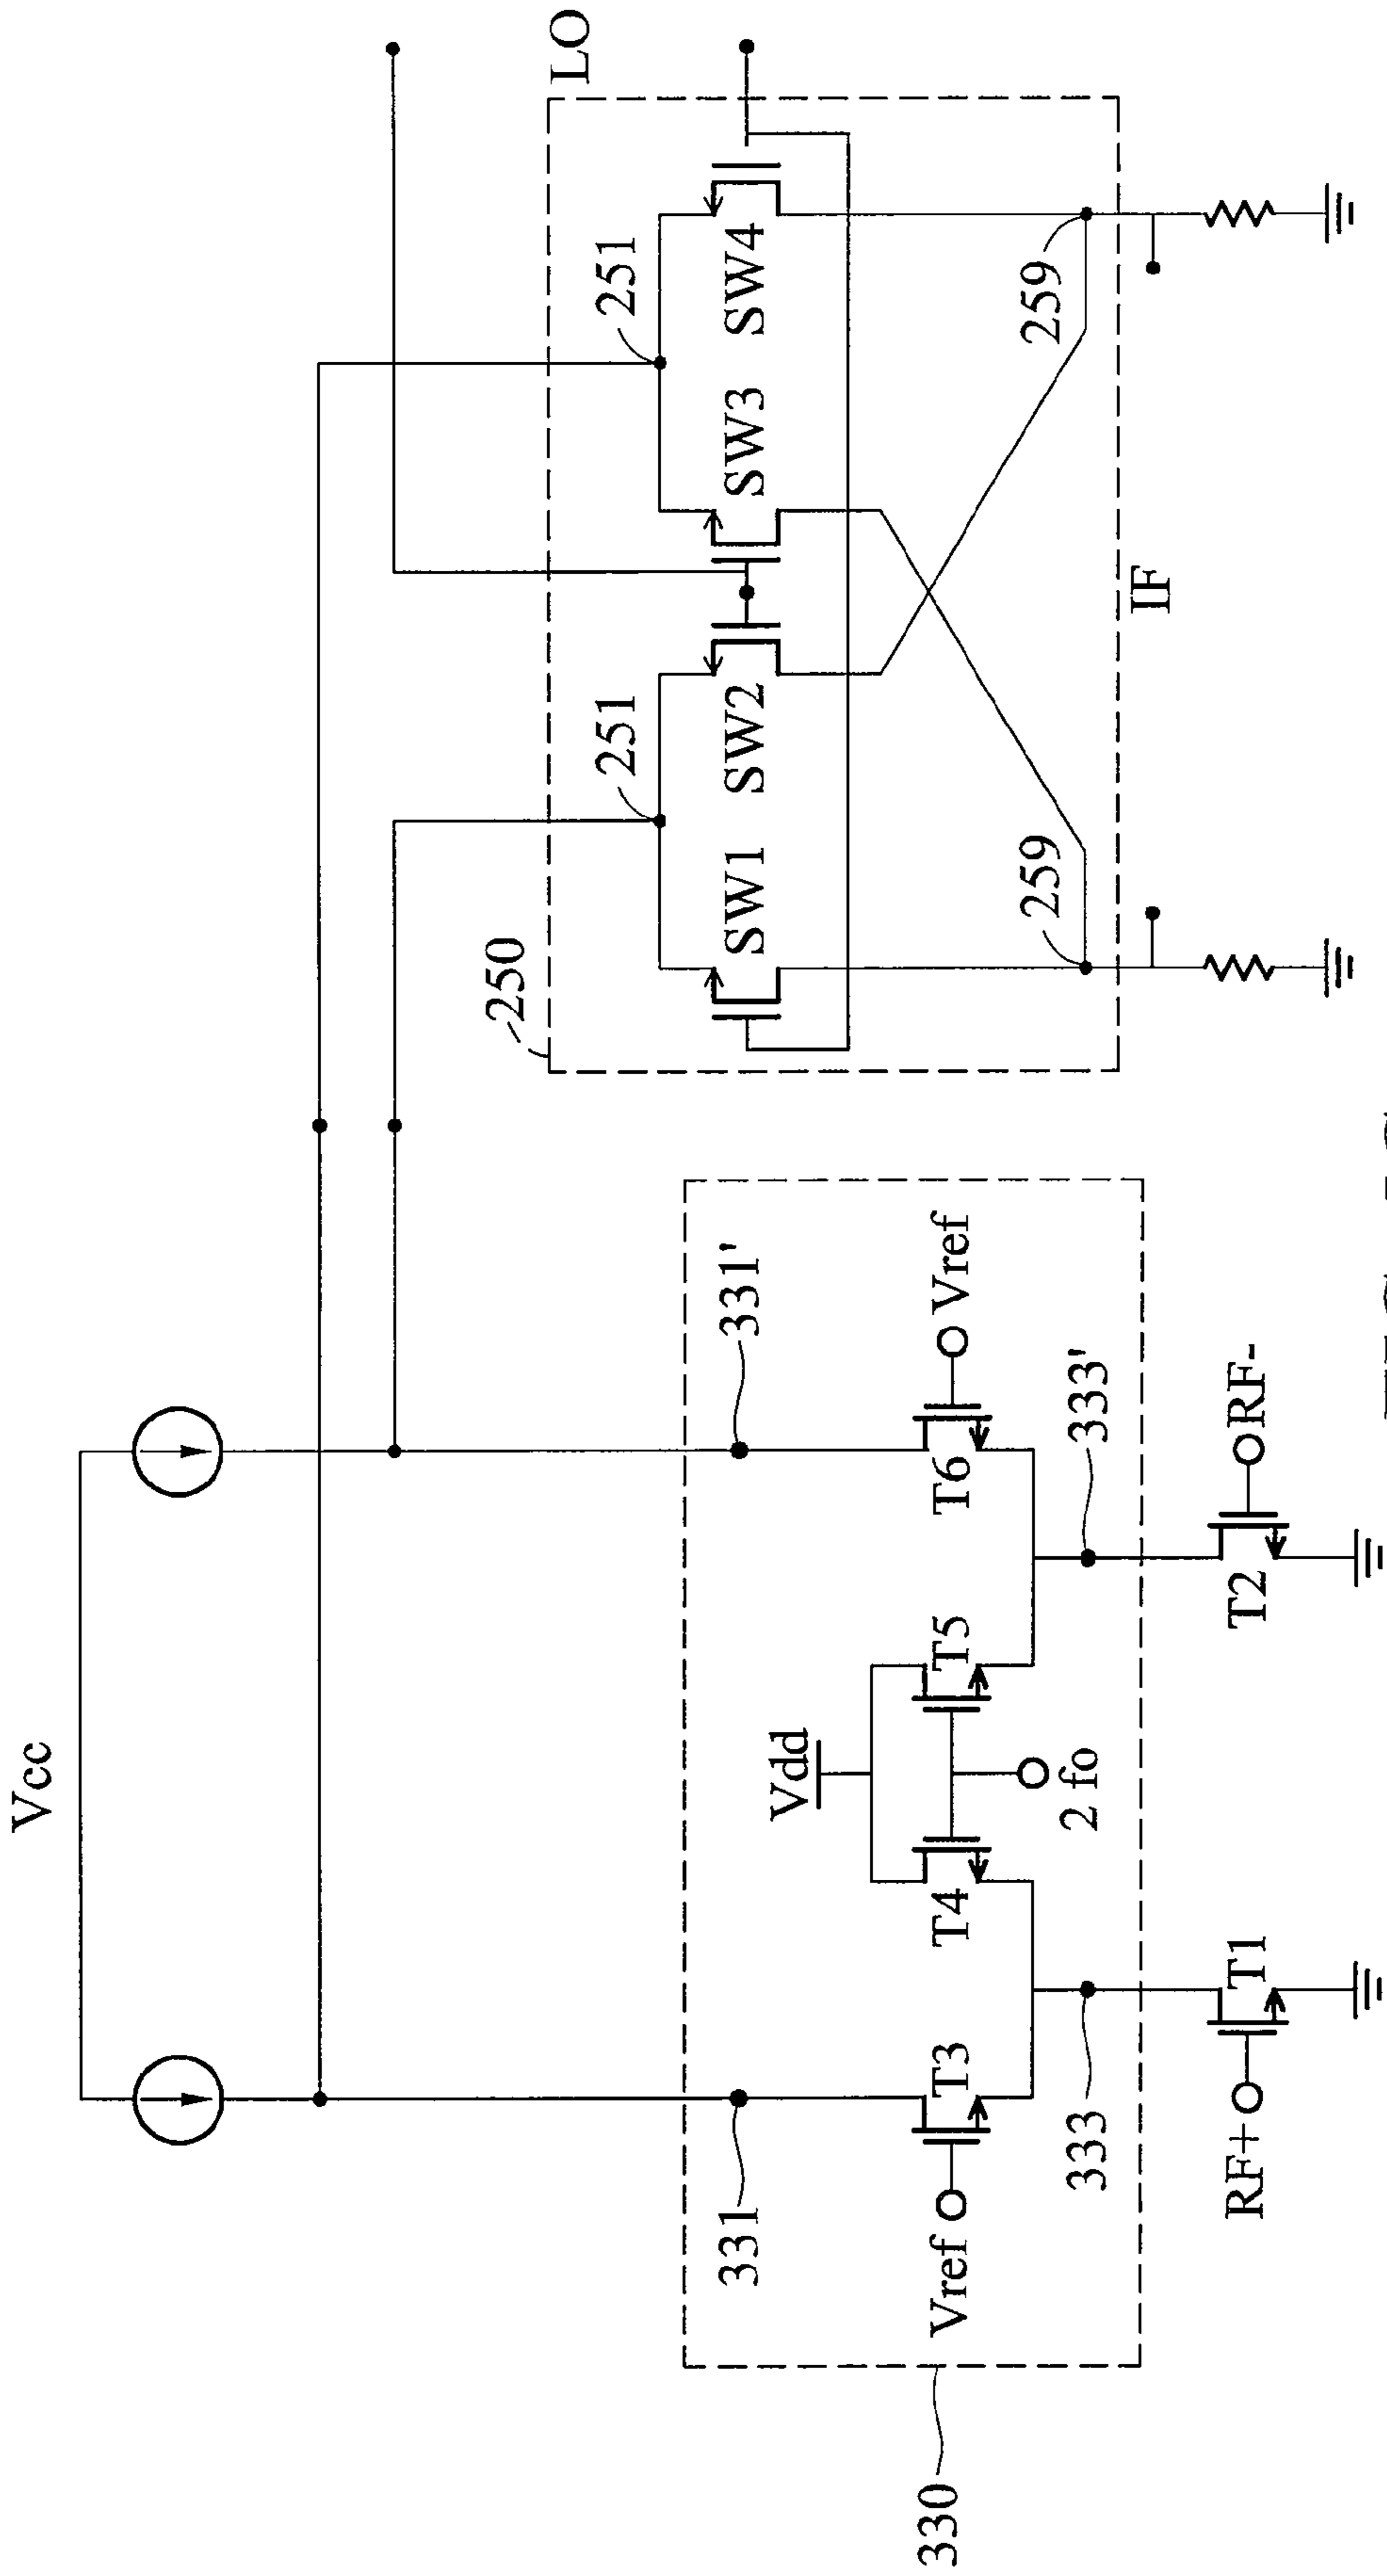 Vcc
LO
251
251
250
SW1
SW2
SW3
SW4
331
331'
259
259
Vdd
Vref
T3
T4
T5
T6
Vref
2 fo
IF
330
333
333'
RF+
T1
T2
RF-